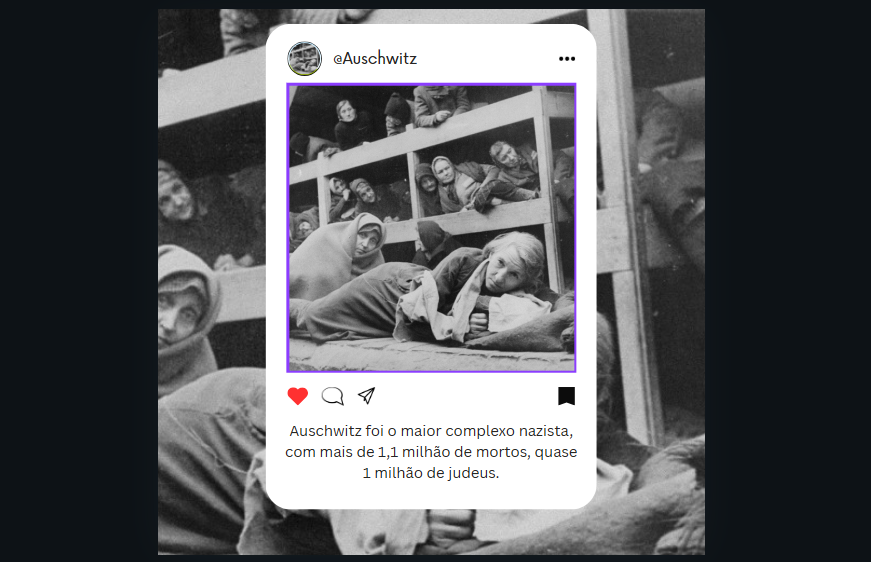 @Auschwitz
Auschwitz foi o maior complexo nazista,
com mais de 1,1 milhão de mortos, quase
1 milhão de judeus.